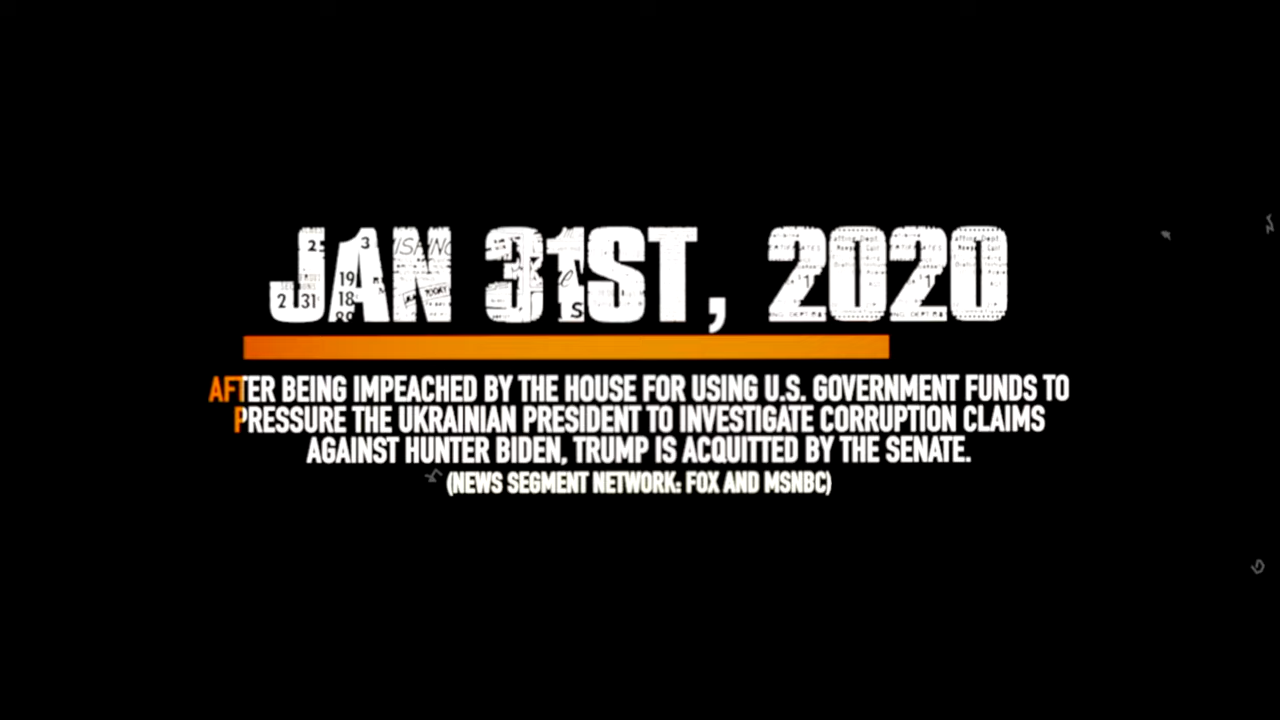 JAN 31ST, 2020
AFTER BEING IMPEACHED BY THE HOUSE FOR USING U.S. GOVERNMENT FUNDS TO
PRESSURE THE UKRAINIAN PRESIDENT TO INVESTIGATE CORRUPTION CLAIMS
AGAINST HUNTER BIDEN, TRUMP IS ACQUITTED BY THE SENATE.
(NEWS SEGMENT NETWORK: FOX AND MSNBC)